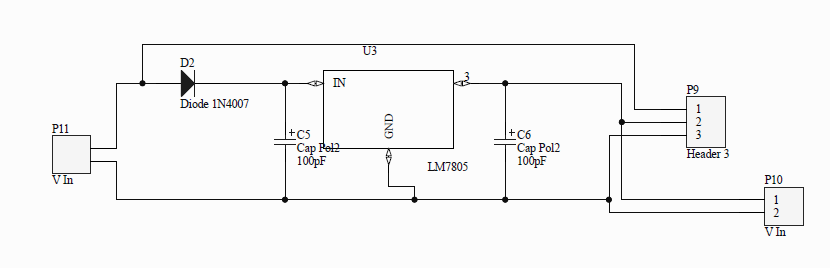 U3
D2
3
IN
Diode 1N4007
P9
1
2
3
Header 3
GND
P11
V In
C5
Cap Pol2
100pF
C6
Cap Pol2
100pF
LM7805
P10
1
2
V In